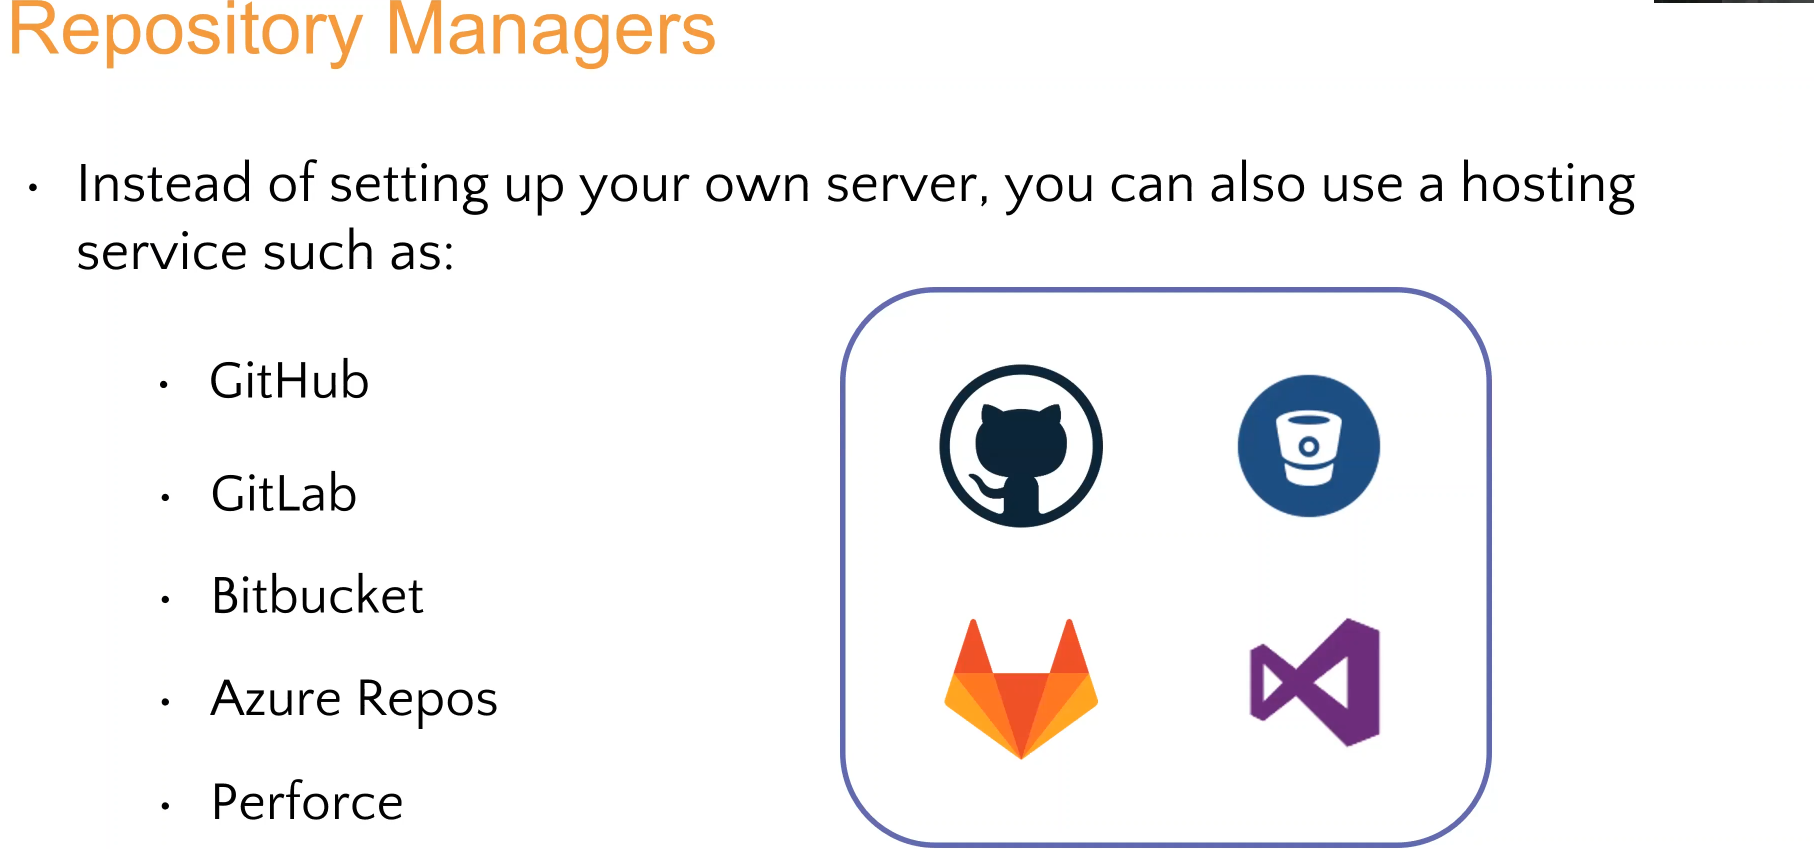 Repository Managers
• Instead of setting up your own server, you can also use a hosting
service such as:
• GitHub
• GitLab
• Bitbucket
• Azure Repos
• Perforce